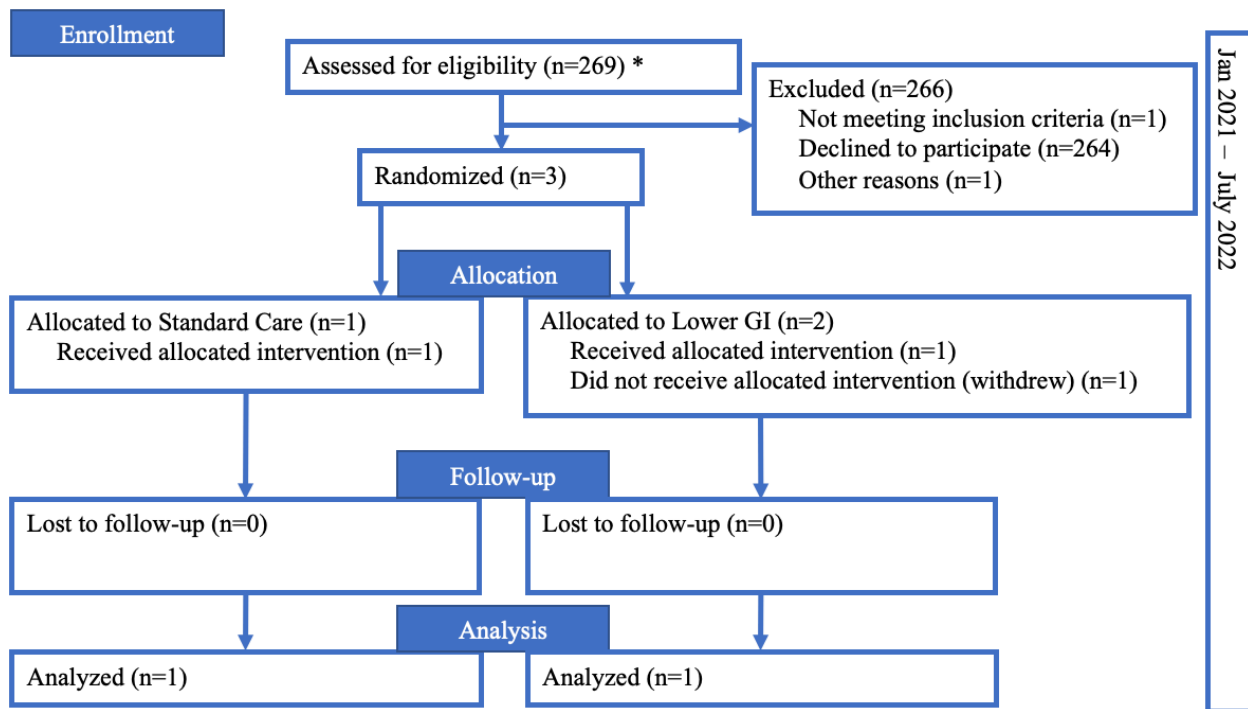 Enrollment
Assessed for eligibility (n=269) *
Excluded (n=266)
Not meeting inclusion criteria (n=1)
Declined to participate (n=264)
Other reasons (n=1)
Jan 2021 – July 2022
Randomized (n=3)
Allocation
Allocated to Standard Care (n=1)
Received allocated intervention (n=1)
Allocated to Lower GI (n=2)
Received allocated intervention (n=1)
Did not receive allocated intervention (withdrew) (n=1)
Follow-up
Lost to follow-up (n=0)
Lost to follow-up (n=0)
Analysis
Analyzed (n=1)
Analyzed (n=1)